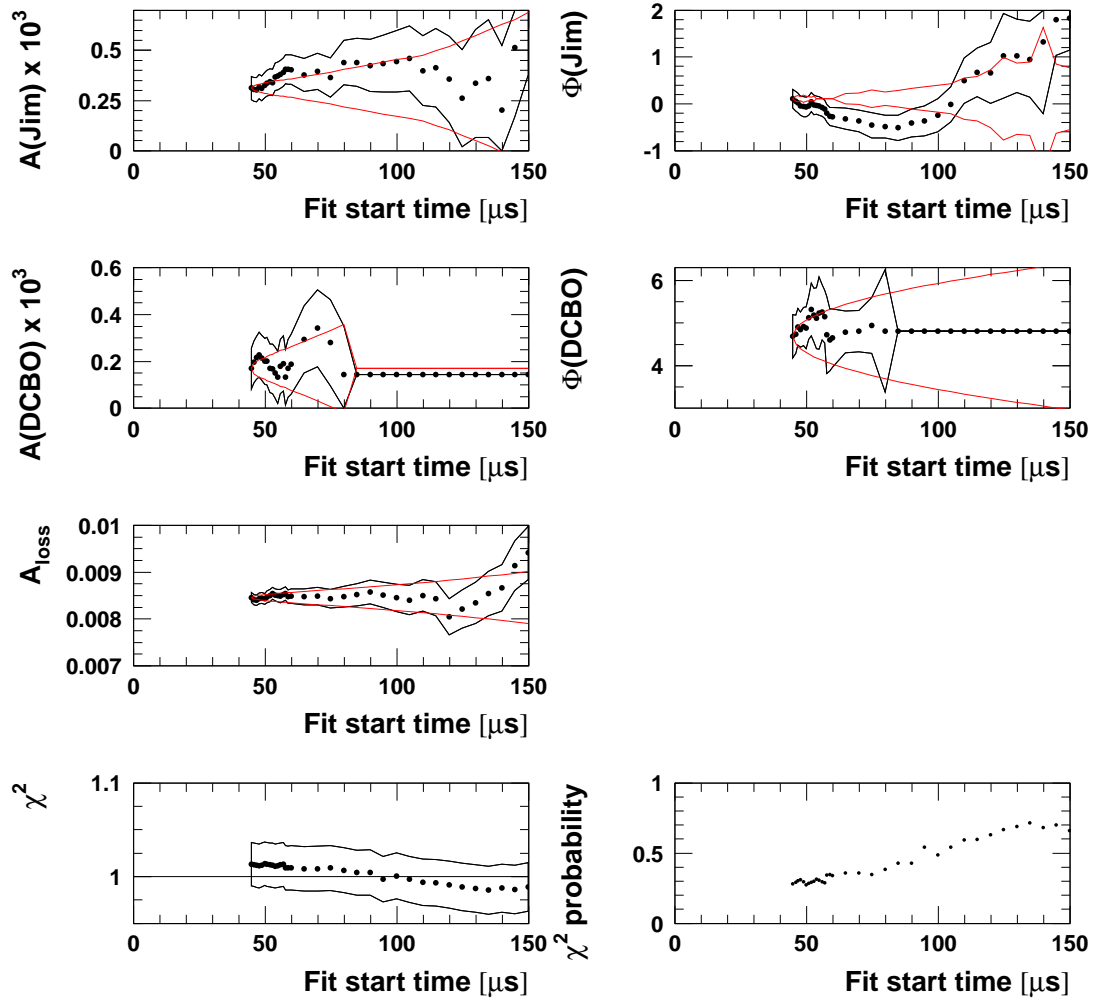 A(Jim) x 10³
0.5
0.25
0
0 50 100 150
Fit start time [μs]
Φ(Jim)
2
1
0
-1
0 50 100 150
Fit start time [μs]
A(DCBO) x 10³
0.6
0.4
0.2
0
0 50 100 150
Fit start time [μs]
Φ(DCBO)
6
4
0 50 100 150
Fit start time [μs]
A_loss
0.01
0.009
0.008
0.007
0 50 100 150
Fit start time [μs]
χ²
1.1
1
0 50 100 150
Fit start time [μs]
χ² probability
1
0.5
0
0 50 100 150
Fit start time [μs]